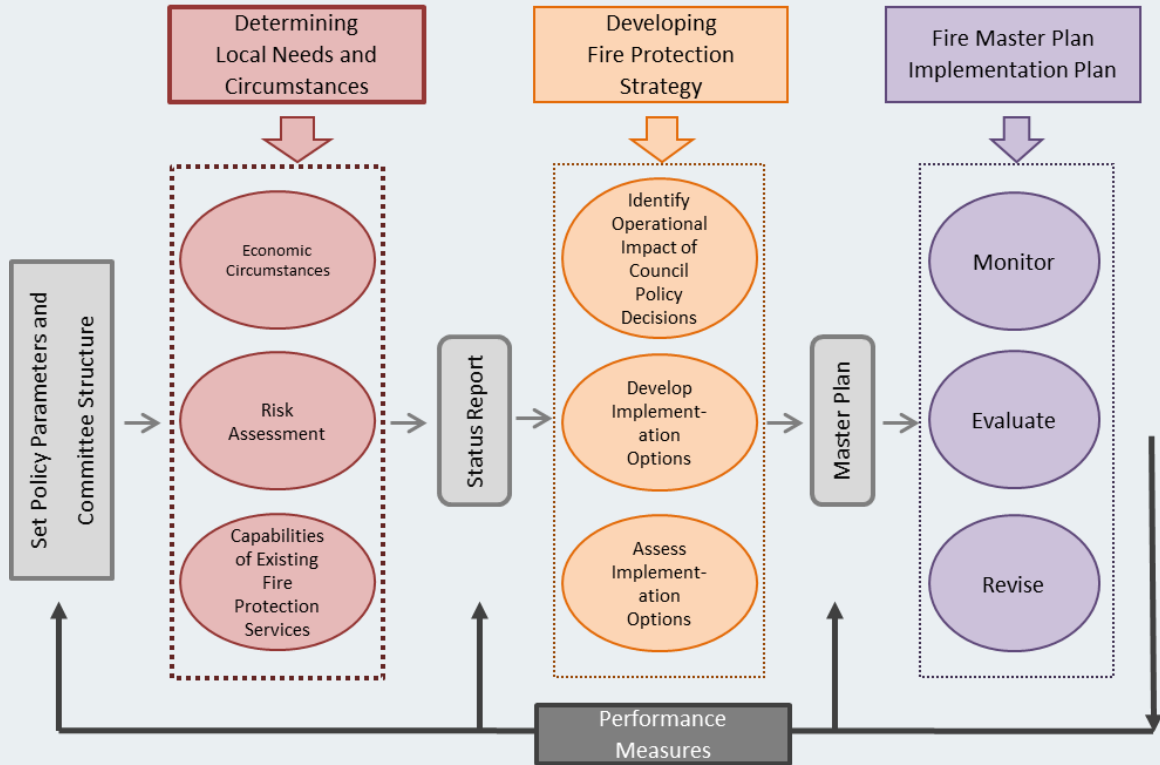 Determining
Local Needs and
Circumstances
Developing
Fire Protection
Strategy
Fire Master Plan
Implementation Plan
Set Policy Parameters and
Committee Structure
Economic
Circumstances
Risk
Assessment
Capabilities
of Existing
Fire
Protection
Services
Status Report
Identify
Operational
Impact of
Council
Policy
Decisions
Develop
Implement-
ation
Options
Assess
Implement-
ation
Options
Master Plan
Monitor
Evaluate
Revise
Performance
Measures